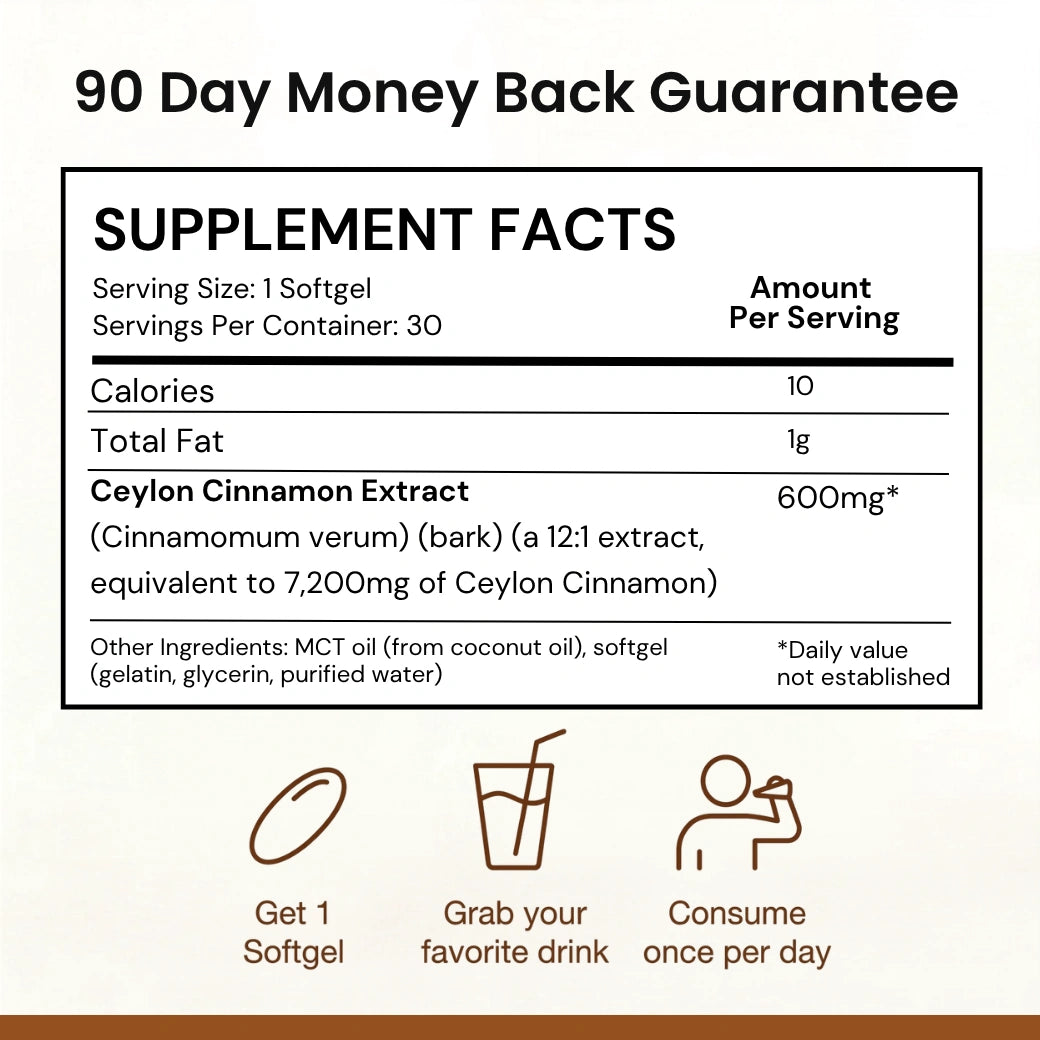 90 Day Money Back Guarantee
SUPPLEMENT FACTS
Serving Size: 1 Softgel
Servings Per Container: 30
Amount
Per Serving
Calories 10
Total Fat 1g
Ceylon Cinnamon Extract 600mg*
(Cinnamomum verum) (bark) (a 12:1 extract,
equivalent to 7,200mg of Ceylon Cinnamon)
Other Ingredients: MCT oil (from coconut oil), softgel
(gelatin, glycerin, purified water)
*Daily value
not established
Get 1
Softgel
Grab your
favorite drink
Consume
once per day